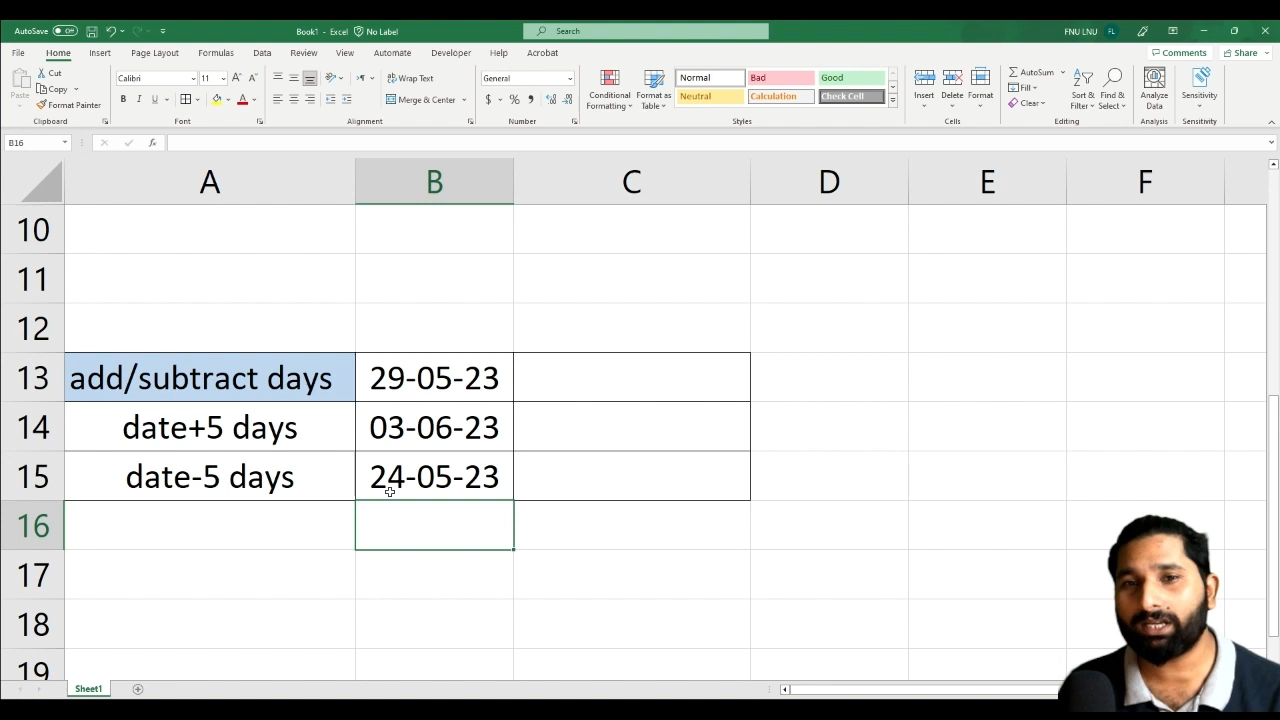 AutoSave Off Book1 - Excel No Label Search FNU LNU FL
File Home Insert Page Layout Formulas Data Review View Automate Developer Help Acrobat Comments Share
Paste Cut Copy Format Painter Clipboard
Calibri 11 B I U A Font
Wrap Text Merge & Center Alignment
General $ % Number
Conditional Formatting Format as Table
Normal Bad Good
Neutral Calculation Check Cell
Styles
Insert Delete Format
Cells
AutoSum Fill Clear Sort & Filter Find & Select
Editing
Analyze Data
Analysis
Sensitivity
Sensitivity
B16 fx
A B C D E F
10
11
12
13 add/subtract days 29-05-23
14 date+5 days 03-06-23
15 date-5 days 24-05-23
16
17
18
19
Sheet1